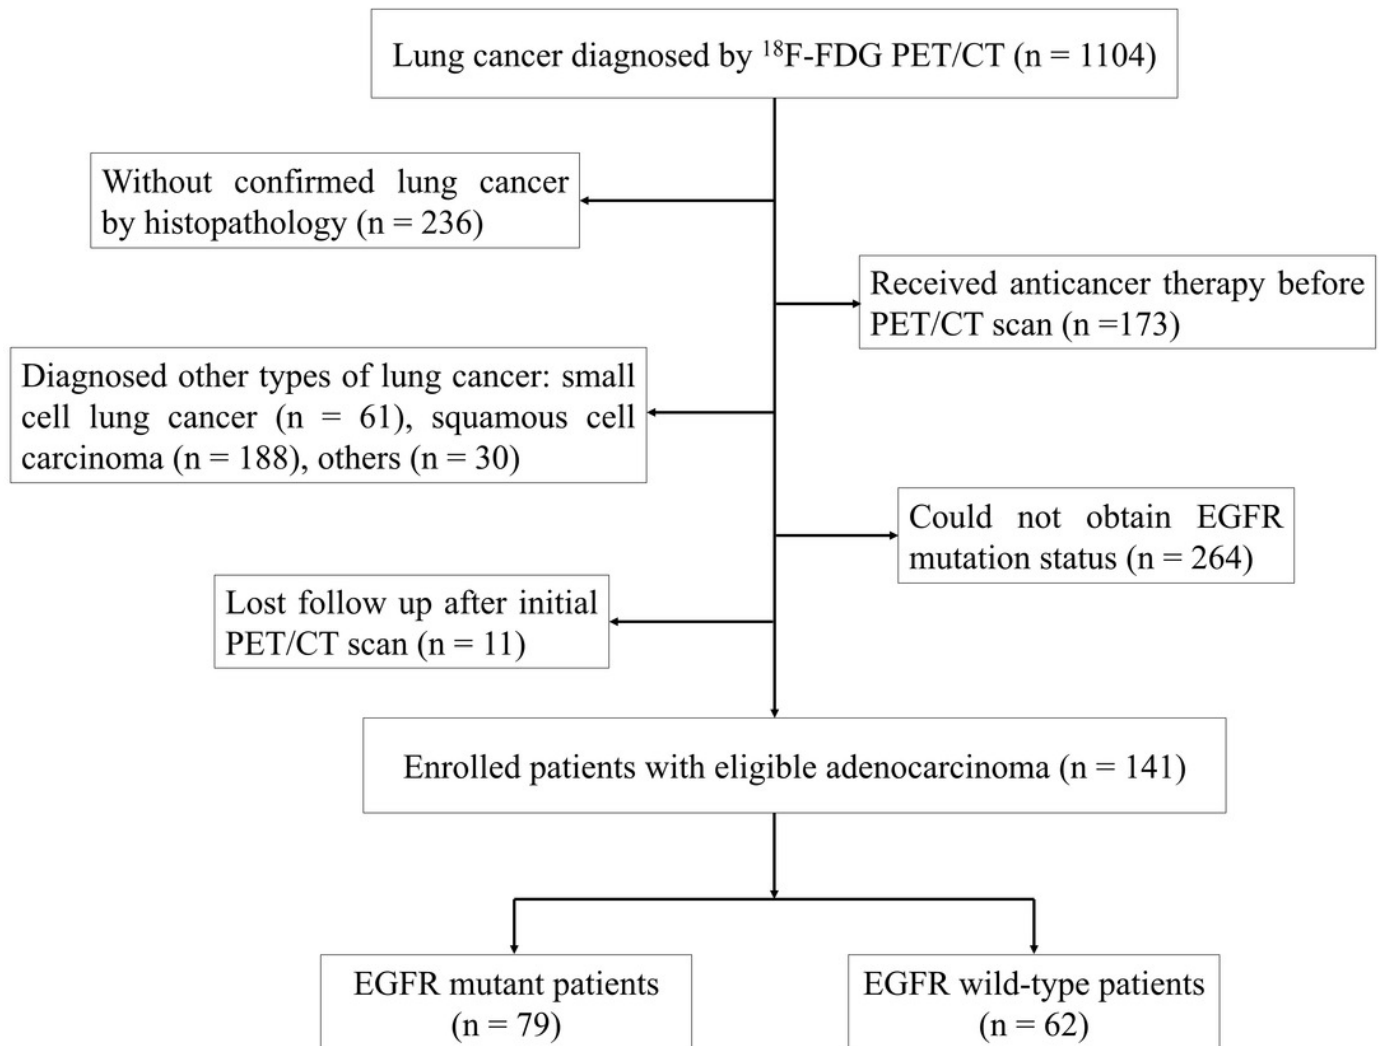 Lung cancer diagnosed by ¹⁸F-FDG PET/CT (n = 1104)
Without confirmed lung cancer
by histopathology (n = 236)
Received anticancer therapy before
PET/CT scan (n =173)
Diagnosed other types of lung cancer: small
cell lung cancer (n = 61), squamous cell
carcinoma (n = 188), others (n = 30)
Could not obtain EGFR
mutation status (n = 264)
Lost follow up after initial
PET/CT scan (n = 11)
Enrolled patients with eligible adenocarcinoma (n = 141)
EGFR mutant patients
(n = 79)
EGFR wild-type patients
(n = 62)